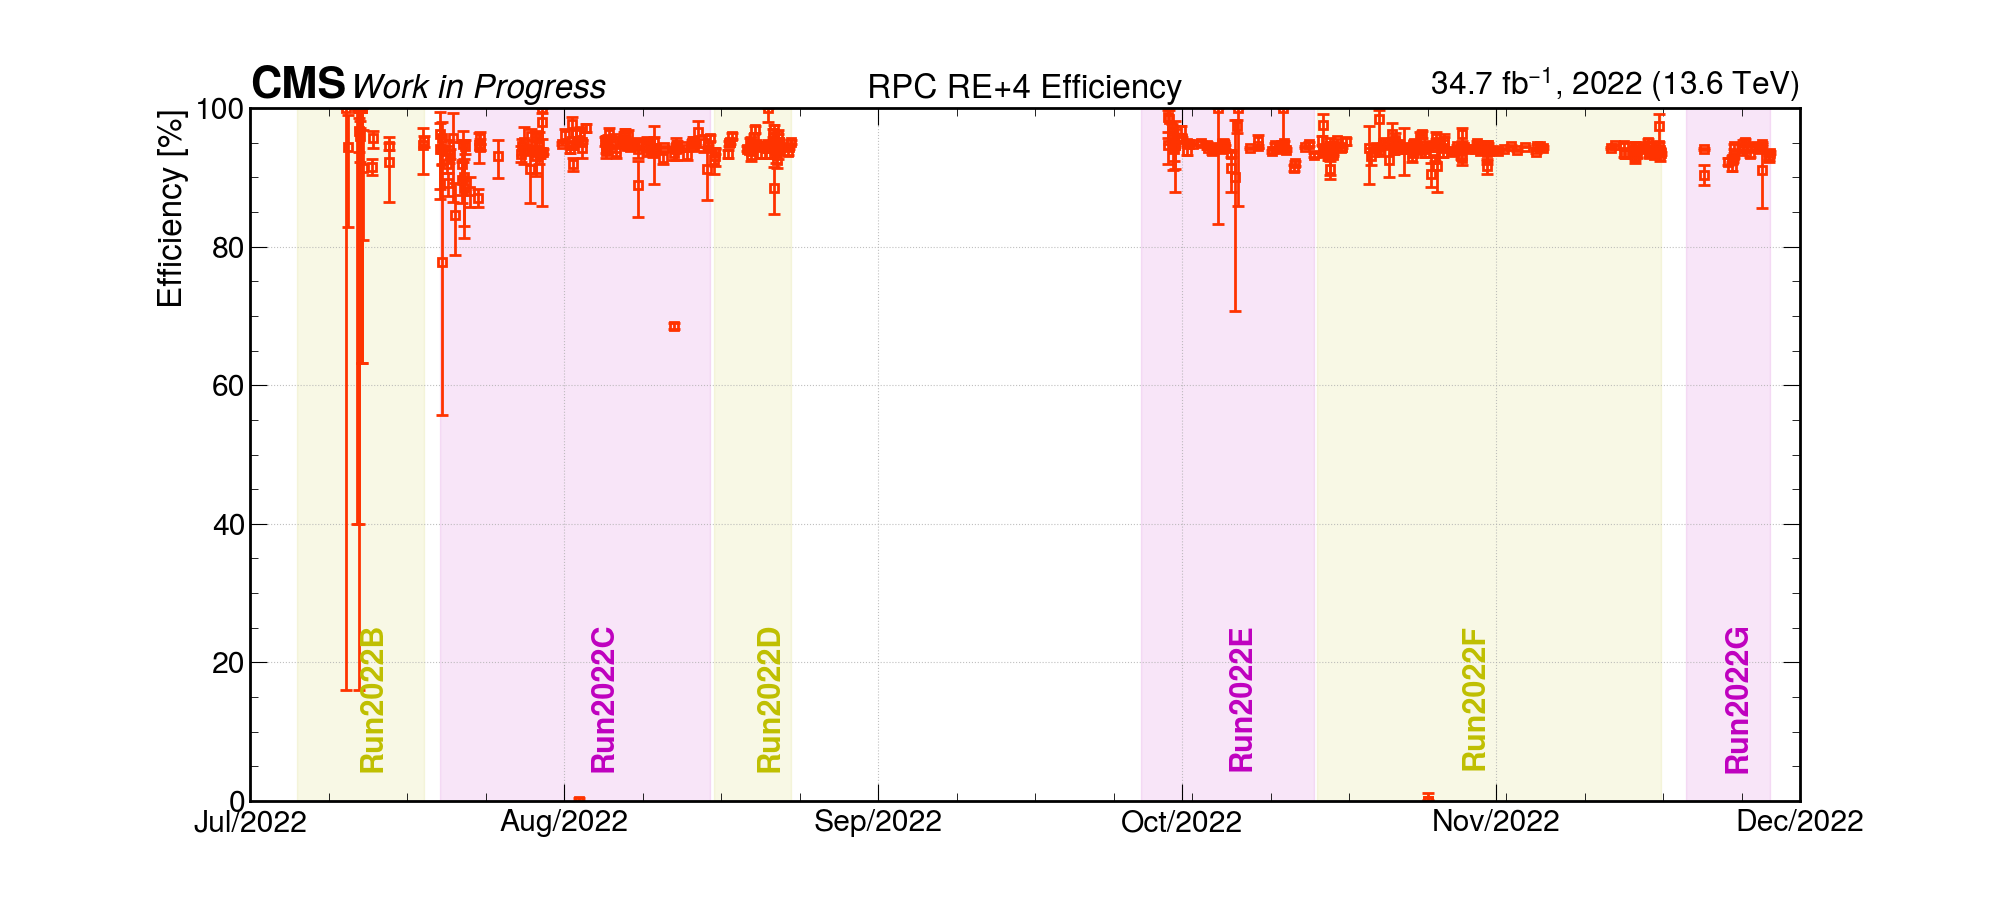 CMS Work in Progress RPC RE+4 Efficiency 34.7 fb⁻¹, 2022 (13.6 TeV)
Efficiency [%]
100
80
60
40
20
0
Run2022B
Run2022C
Run2022D
Run2022E
Run2022F
Run2022G
Jul/2022 Aug/2022 Sep/2022 Oct/2022 Nov/2022 Dec/2022